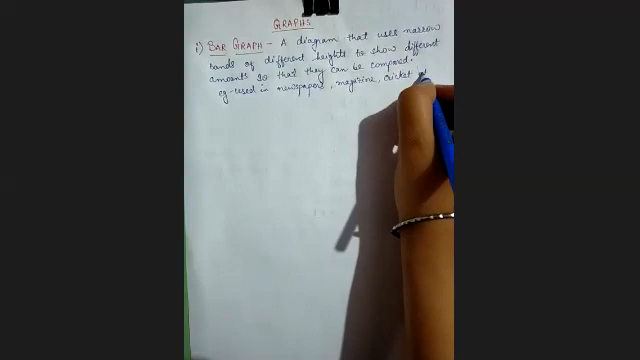 GRAPHS
i) BAR GRAPH - A diagram that uses narrow
bands of different heights to show different
amounts so that they can be compared.
eg - used in newspapers, magazine, cricket